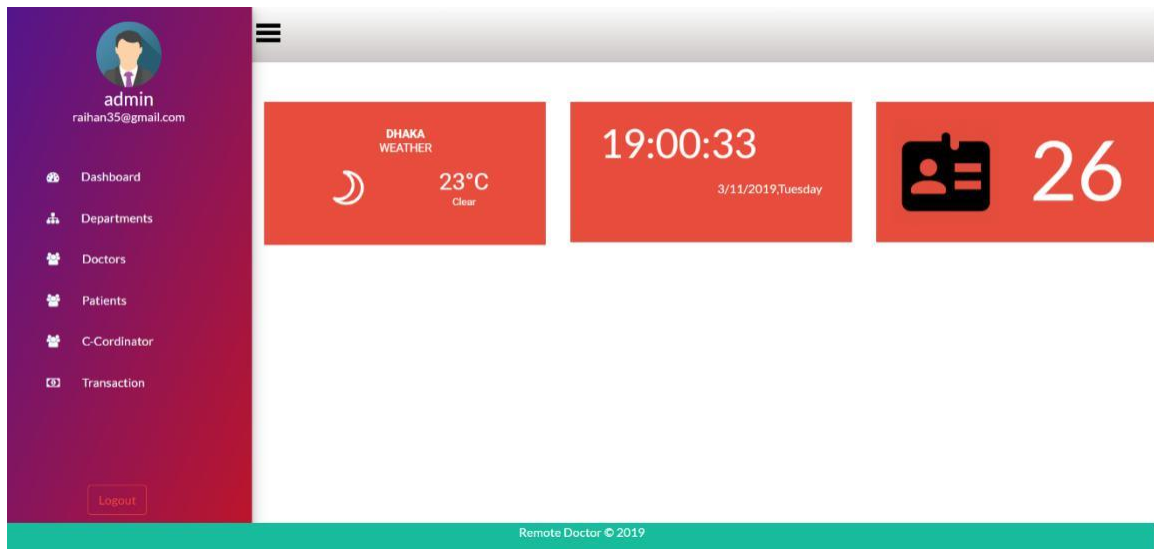 admin
raihan35@gmail.com
Dashboard
Departments
Doctors
Patients
C-Cordinator
Transaction
Logout
DHAKA
WEATHER
23°C
Clear
19:00:33
3/11/2019,Tuesday
26
Remote Doctor © 2019